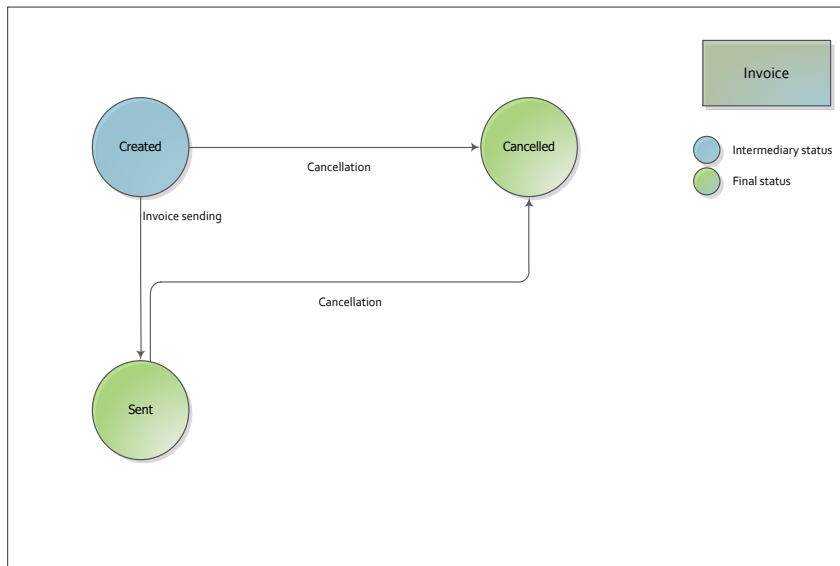 Invoice
Created
Cancelled
Cancellation
Intermediary status
Final status
Invoice sending
Cancellation
Sent